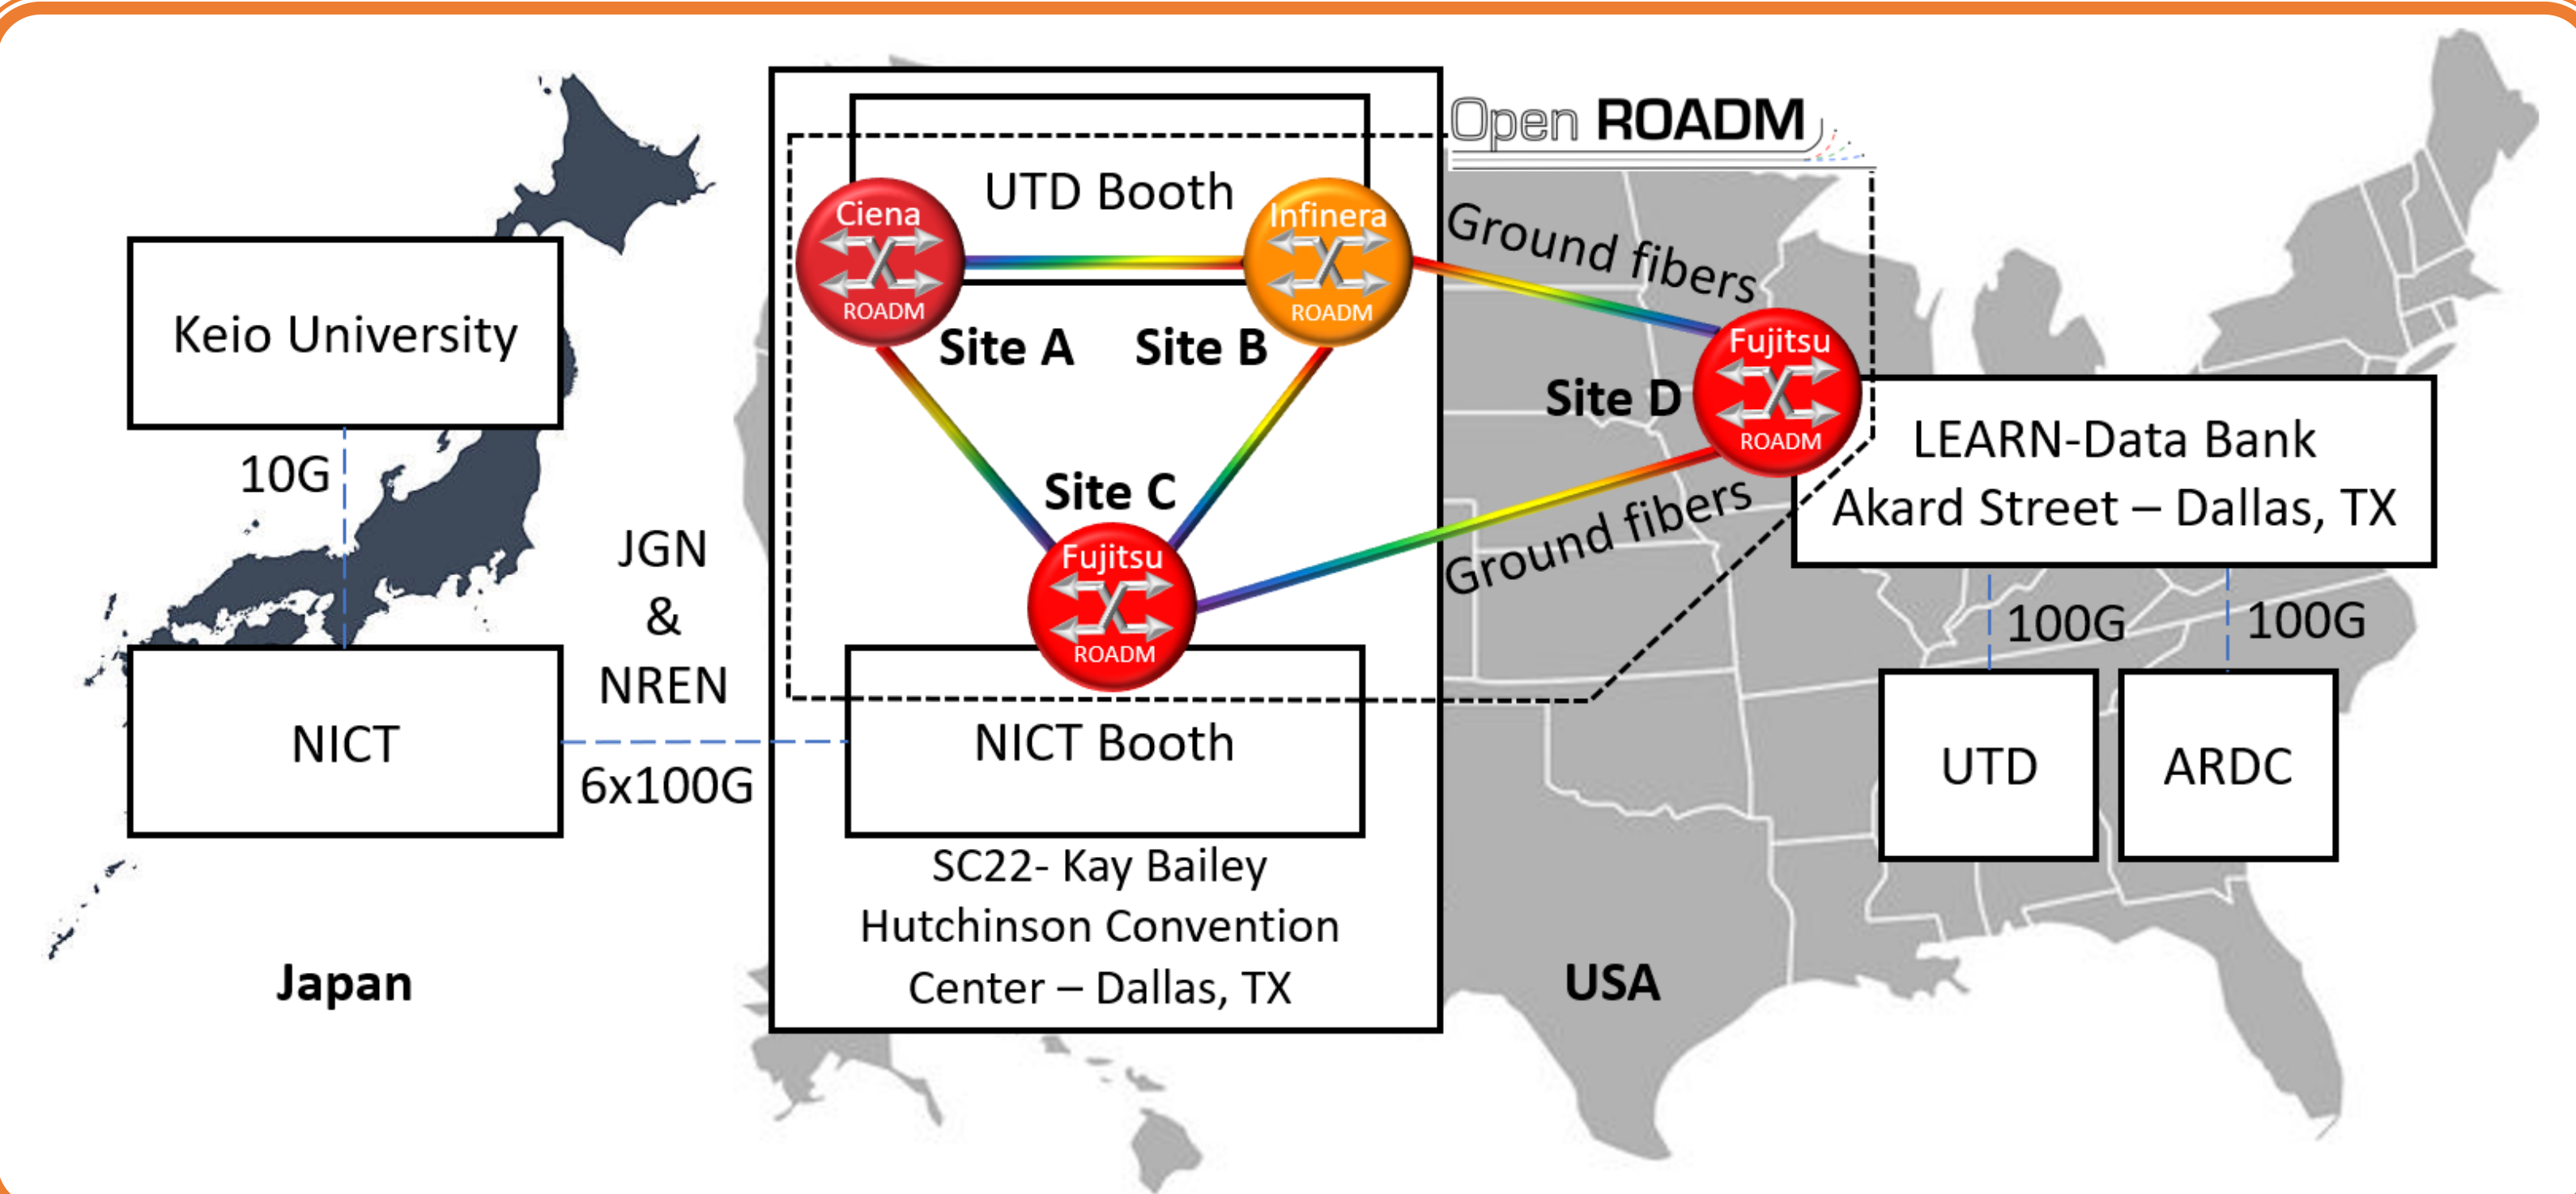 Open ROADM
UTD Booth
Ciena
ROADM
Infinera
ROADM
Site A
Site B
Ground fibers
Fujitsu
ROADM
Site D
Ground fibers
LEARN-Data Bank
Akard Street – Dallas, TX
Keio University
10G
JGN
&
NREN
6x100G
NICT
Site C
Fujitsu
ROADM
NICT Booth
SC22- Kay Bailey
Hutchinson Convention
Center – Dallas, TX
100G
100G
UTD
ARDC
Japan
USA